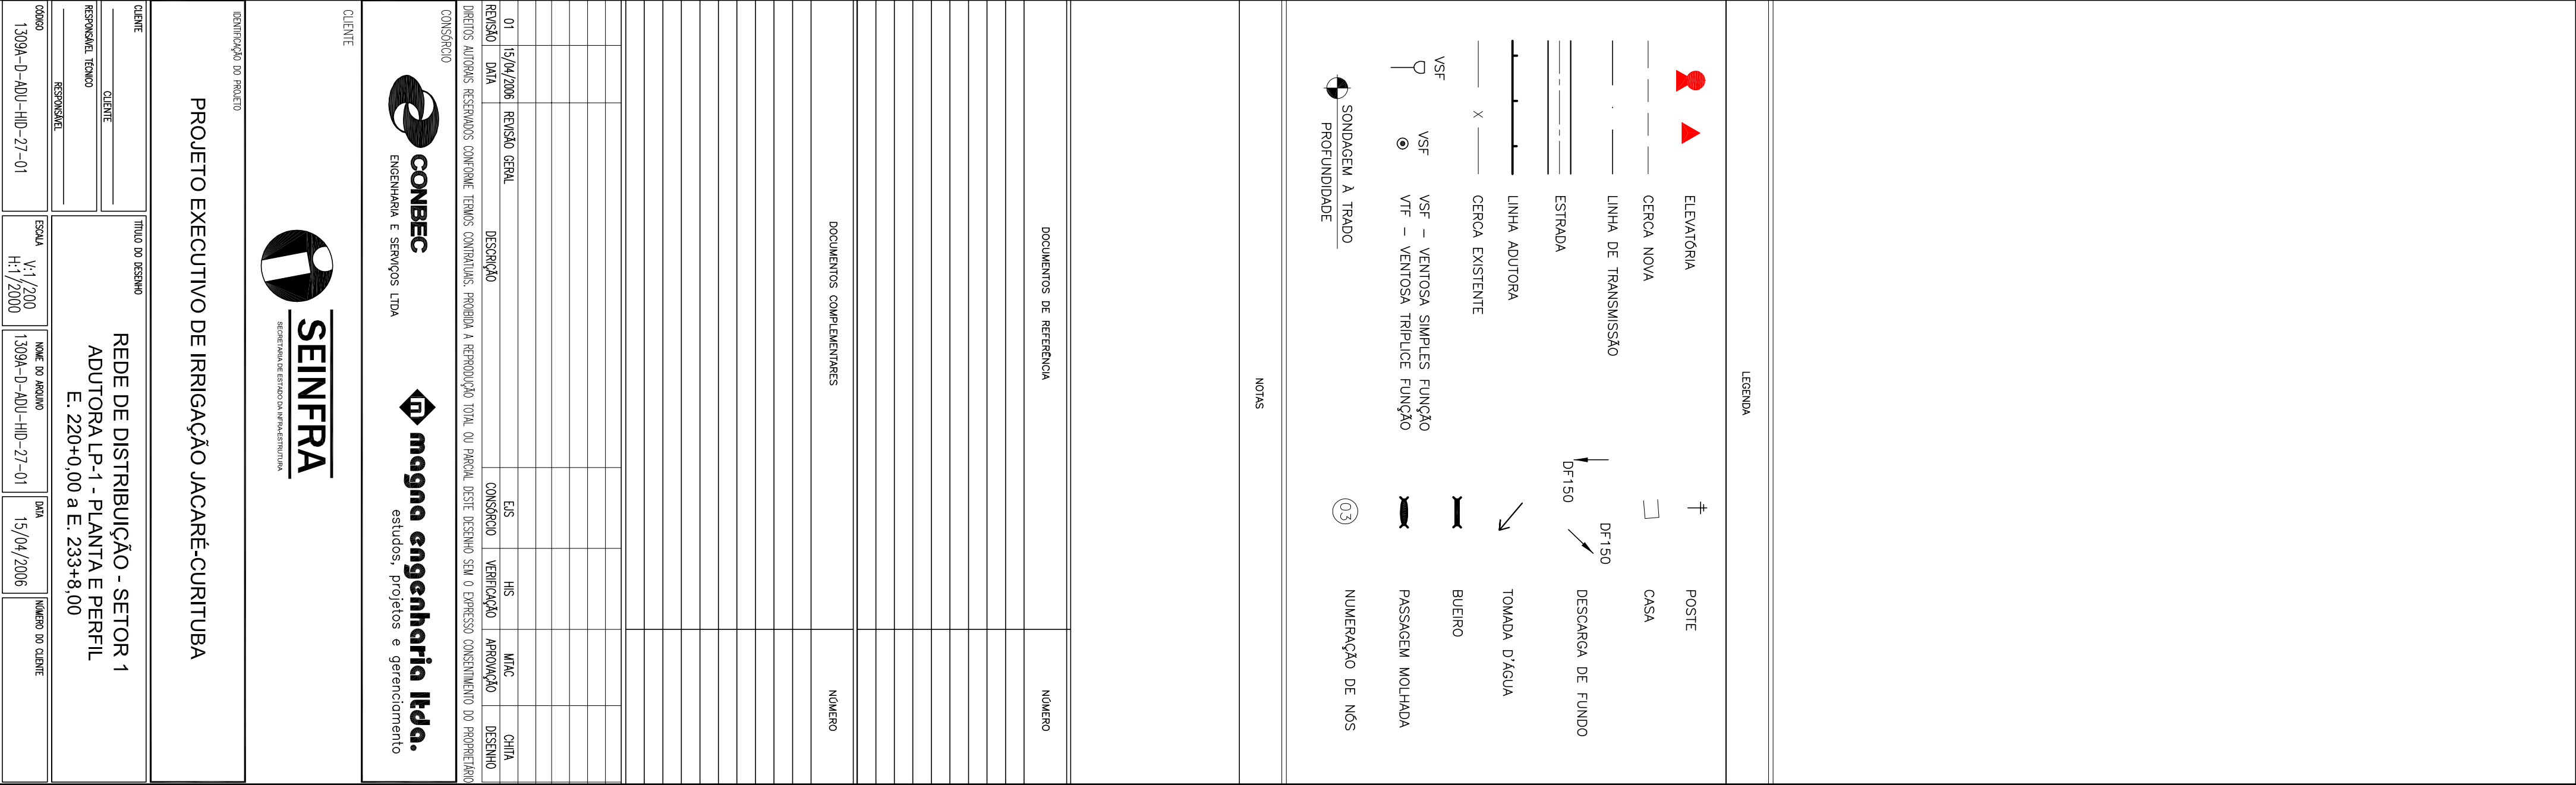 LEGENDA
ELEVATÓRIA
CERCA NOVA
LINHA DE TRANSMISSÃO
ESTRADA
LINHA ADUTORA
X
CERCA EXISTENTE
VSF
VSF
VSF – VENTOSA SIMPLES FUNÇÃO
VTF – VENTOSA TRÍPLICE FUNÇÃO
SONDAGEM À TRADO
PROFUNDIDADE
POSTE
CASA
DF150
DF150
DESCARGA DE FUNDO
TOMADA D'ÁGUA
BUEIRO
PASSAGEM MOLHADA
03
NUMERAÇÃO DE NÓS
NOTAS
DOCUMENTOS DE REFERÊNCIA
NÚMERO
DOCUMENTOS COMPLEMENTARES
NÚMERO
01 15/04/2006 REVISÃO GERAL EJS HIS MTAC CHITA
REVISÃO DATA DESCRIÇÃO CONSÓRCIO VERIFICAÇÃO APROVAÇÃO DESENHO
DIREITOS AUTORAIS RESERVADOS CONFORME TERMOS CONTRATUAIS. PROIBIDA A REPRODUÇÃO TOTAL OU PARCIAL DESTE DESENHO SEM O EXPRESSO CONSENTIMENTO DO PROPRIETÁRIO
CONSÓRCIO
CONBEC
ENGENHARIA E SERVIÇOS LTDA
magna engenharia ltda.
estudos, projetos e gerenciamento
CLIENTE
SEINFRA
SECRETARIA DE ESTADO DA INFRA-ESTRUTURA
IDENTIFICAÇÃO DO PROJETO
PROJETO EXECUTIVO DE IRRIGAÇÃO JACARÉ-CURITUBA
CLIENTE
CLIENTE
RESPONSÁVEL TÉCNICO
RESPONSÁVEL
TÍTULO DO DESENHO
REDE DE DISTRIBUIÇÃO - SETOR 1
ADUTORA LP-1 - PLANTA E PERFIL
E. 220+0,00 a E. 233+8,00
CÓDIGO
1309A-D-ADU-HID-27-01
ESCALA
V:1/200
H:1/2000
NOME DO ARQUIVO
1309A-D-ADU-HID-27-01
DATA
15/04/2006
NÚMERO DO CLIENTE